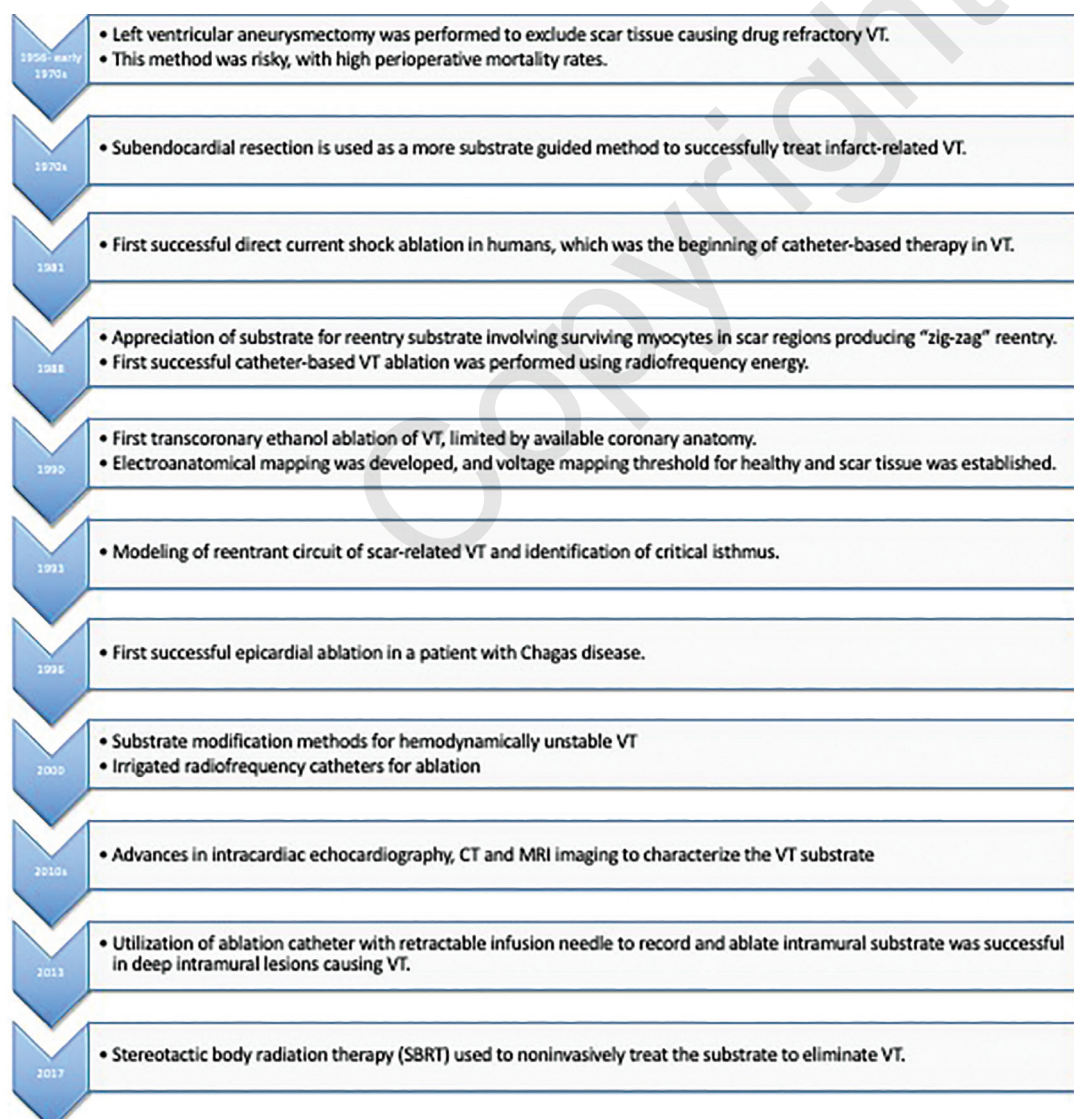 1956- early
1970s
• Left ventricular aneurysmectomy was performed to exclude scar tissue causing drug refractory VT.
• This method was risky, with high perioperative mortality rates.
1970s
• Subendocardial resection is used as a more substrate guided method to successfully treat infarct-related VT.
1981
• First successful direct current shock ablation in humans, which was the beginning of catheter-based therapy in VT.
1988
• Appreciation of substrate for reentry substrate involving surviving myocytes in scar regions producing “zig-zag” reentry.
• First successful catheter-based VT ablation was performed using radiofrequency energy.
1990
• First transcoronary ethanol ablation of VT, limited by available coronary anatomy.
• Electroanatomical mapping was developed, and voltage mapping threshold for healthy and scar tissue was established.
1993
• Modeling of reentrant circuit of scar-related VT and identification of critical isthmus.
1996
• First successful epicardial ablation in a patient with Chagas disease.
2000
• Substrate modification methods for hemodynamically unstable VT
• Irrigated radiofrequency catheters for ablation
2010s
• Advances in intracardiac echocardiography, CT and MRI imaging to characterize the VT substrate
2013
• Utilization of ablation catheter with retractable infusion needle to record and ablate intramural substrate was successful
in deep intramural lesions causing VT.
2017
• Stereotactic body radiation therapy (SBRT) used to noninvasively treat the substrate to eliminate VT.
Copyright